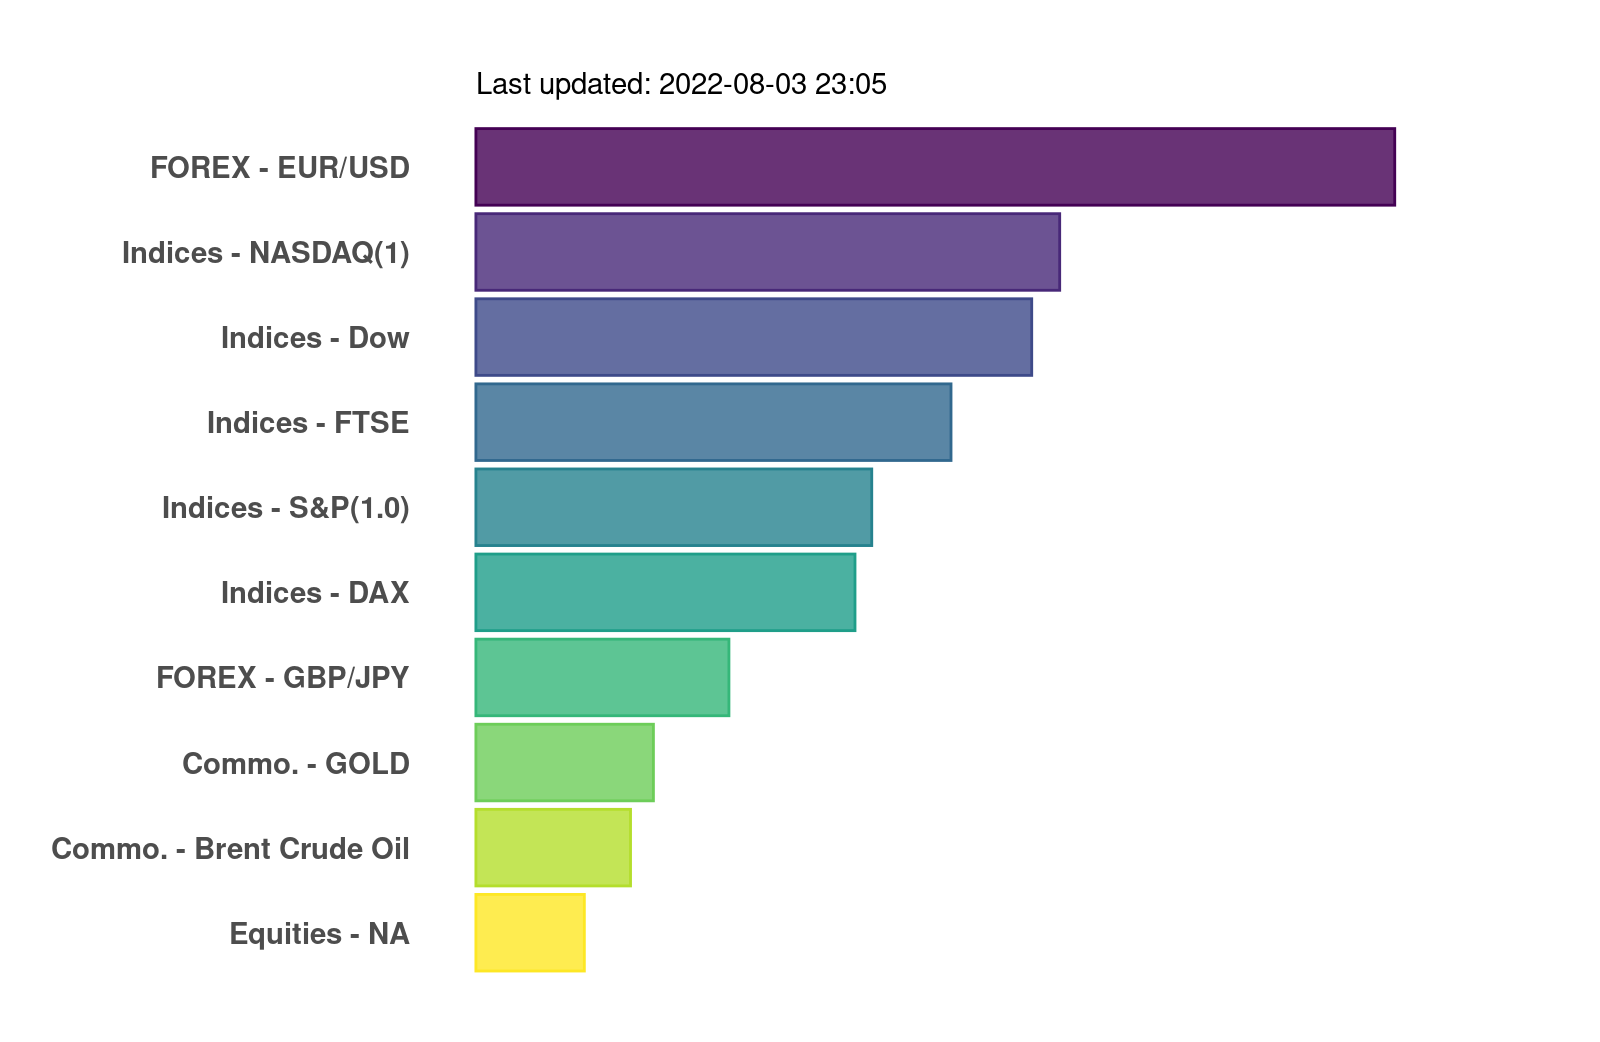 Last updated: 2022-08-03 23:05
FOREX - EUR/USD
Indices - NASDAQ(1)
Indices - Dow
Indices - FTSE
Indices - S&P(1.0)
Indices - DAX
FOREX - GBP/JPY
Commo. - GOLD
Commo. - Brent Crude Oil
Equities - NA